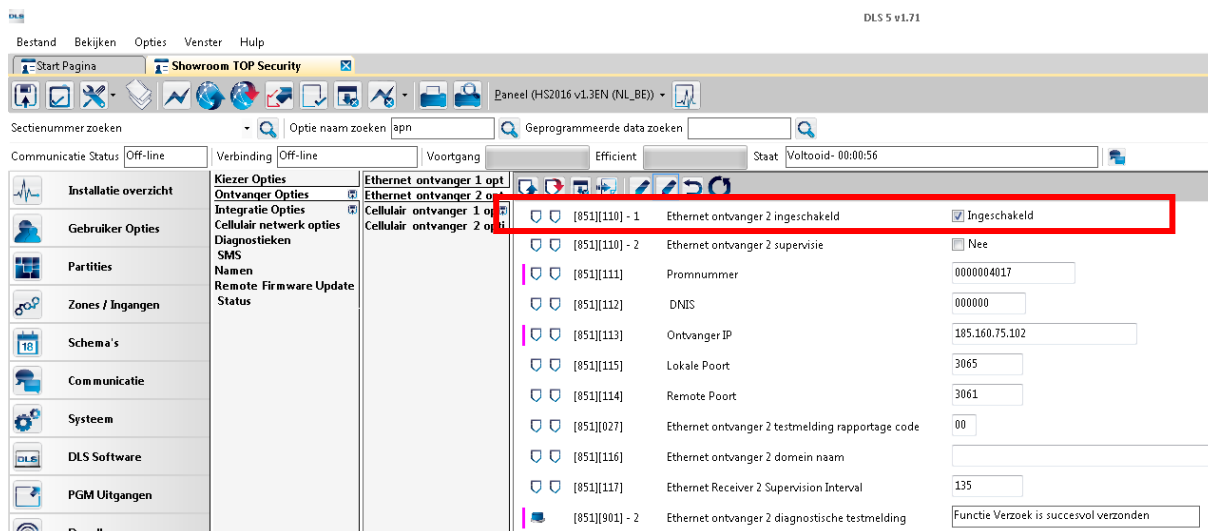 DLS
DLS 5 v1.71
Bestand Bekijken Opties Venster Hulp
Start Pagina Showroom TOP Security
Paneel (HS2016 v1.3EN (NL_BE))
Sectienummer zoeken Optie naam zoeken apn Geprogrammeerde data zoeken
Communicatie Status Off-line Verbinding Off-line Voortgang Efficient Staat Voltooid- 00:00:56
Installatie overzicht
Gebruiker Opties
Partities
Zones / Ingangen
18 Schema's
Communicatie
Systeem
DLS DLS Software
PGM Uitgangen
Kiezer Opties
Ontvanger Opties
Integratie Opties
Cellulair netwerk opties
Diagnostieken
SMS
Namen
Remote Firmware Update
Status
Ethernet ontvanger 1 opt
Ethernet ontvanger 2 opt
Cellulair ontvanger 1 opt
Cellulair ontvanger 2 opti
[851][110] - 1 Ethernet ontvanger 2 ingeschakeld Ingeschakeld
[851][110] - 2 Ethernet ontvanger 2 supervisie Nee
[851][111] Promnummer 0000004017
[851][112] DNIS 000000
[851][113] Ontvanger IP 185.160.75.102
[851][115] Lokale Poort 3065
[851][114] Remote Poort 3061
[851][027] Ethernet ontvanger 2 testmelding rapportage code 00
[851][116] Ethernet ontvanger 2 domein naam
[851][117] Ethernet Receiver 2 Supervision Interval 135
[851][901] - 2 Ethernet ontvanger 2 diagnostische testmelding Functie Verzoek is succesvol verzonden